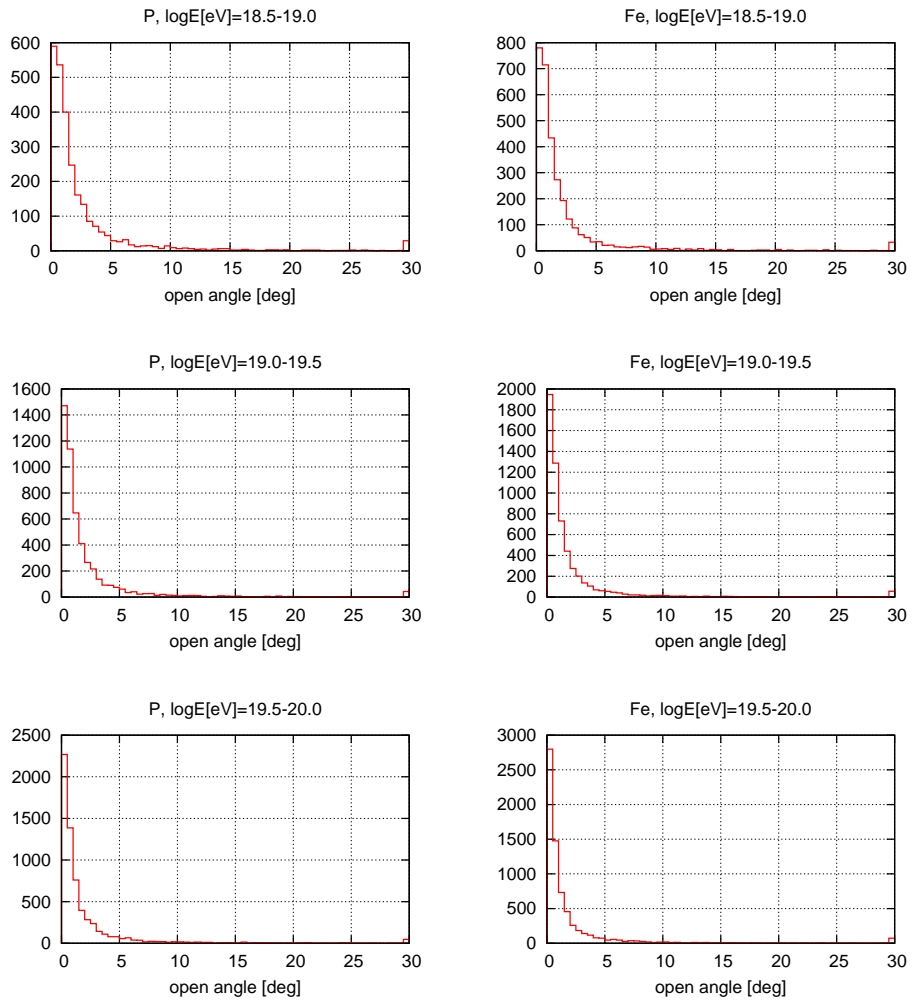 P, logE[eV]=18.5-19.0
600
500
400
300
200
100
0
0 5 10 15 20 25 30
open angle [deg]
Fe, logE[eV]=18.5-19.0
800
700
600
500
400
300
200
100
0
0 5 10 15 20 25 30
open angle [deg]
P, logE[eV]=19.0-19.5
1600
1400
1200
1000
800
600
400
200
0
0 5 10 15 20 25 30
open angle [deg]
Fe, logE[eV]=19.0-19.5
2000
1800
1600
1400
1200
1000
800
600
400
200
0
0 5 10 15 20 25 30
open angle [deg]
P, logE[eV]=19.5-20.0
2500
2000
1500
1000
500
0
0 5 10 15 20 25 30
open angle [deg]
Fe, logE[eV]=19.5-20.0
3000
2500
2000
1500
1000
500
0
0 5 10 15 20 25 30
open angle [deg]